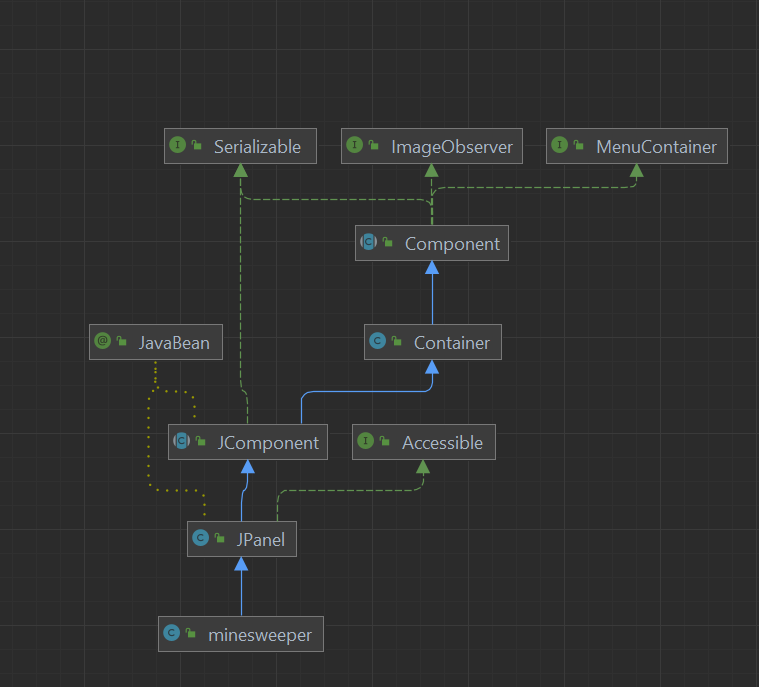 I Serializable
I ImageObserver
I MenuContainer
C Component
@ JavaBean
C Container
C JComponent
I Accessible
C JPanel
C minesweeper